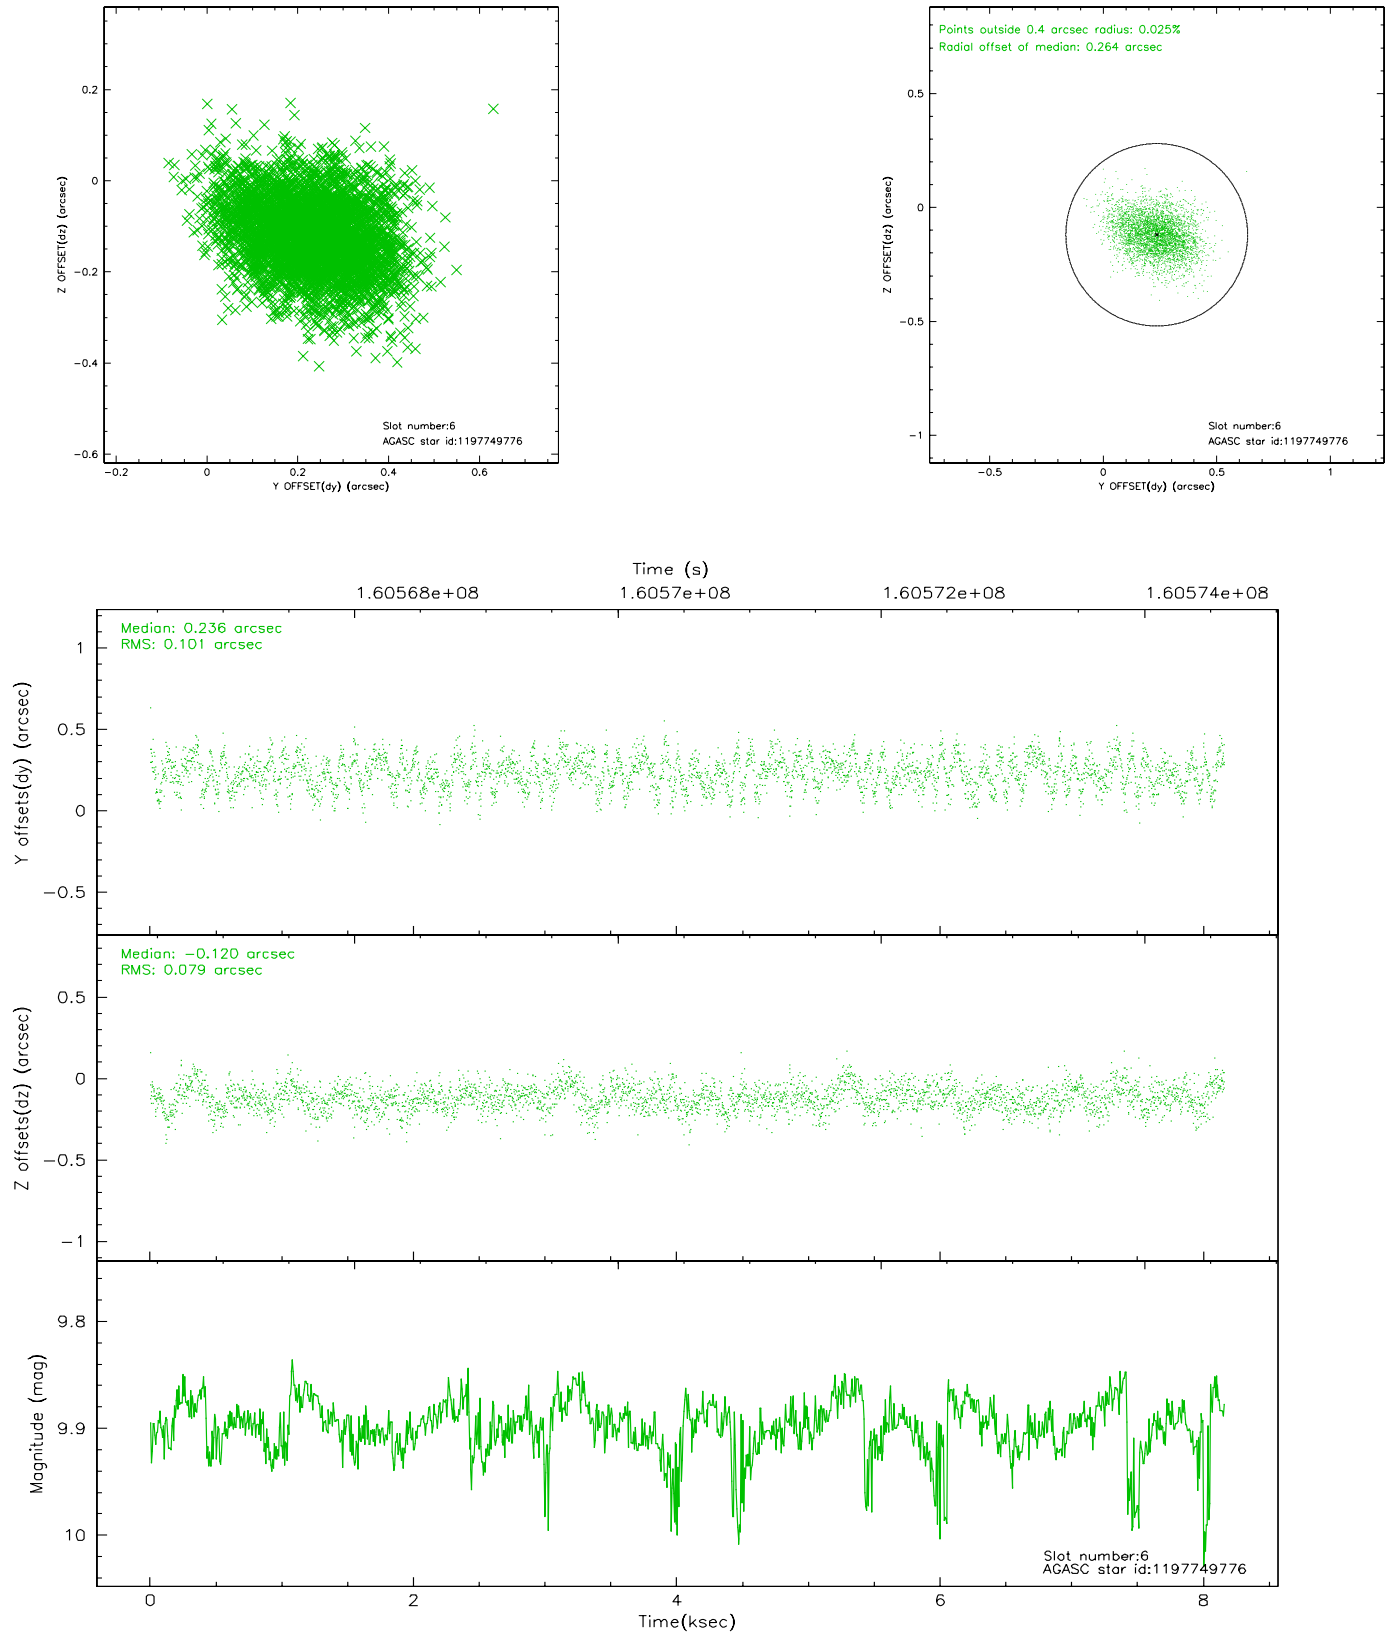 0.2
0
−0.2
−0.4
−0.6
Z OFFSET(dz) (arcsec)
Slot number:6
AGASC star id:1197749776
−0.2 0 0.2 0.4 0.6
Y OFFSET(dy) (arcsec)
Points outside 0.4 arcsec radius: 0.025%
Radial offset of median: 0.264 arcsec
0.5
0
−0.5
−1
Z OFFSET(dz) (arcsec)
Slot number:6
AGASC star id:1197749776
−0.5 0 0.5 1
Y OFFSET(dy) (arcsec)
Time (s)
1.60568e+08 1.6057e+08 1.60572e+08 1.60574e+08
Median: 0.236 arcsec
RMS: 0.101 arcsec
1
0.5
0
−0.5
Y offsets(dy) (arcsec)
Median: −0.120 arcsec
RMS: 0.079 arcsec
0.5
0
−0.5
−1
Z offsets(dz) (arcsec)
9.8
9.9
10
Magnitude (mag)
Slot number:6
AGASC star id:1197749776
0 2 4 6 8
Time(ksec)